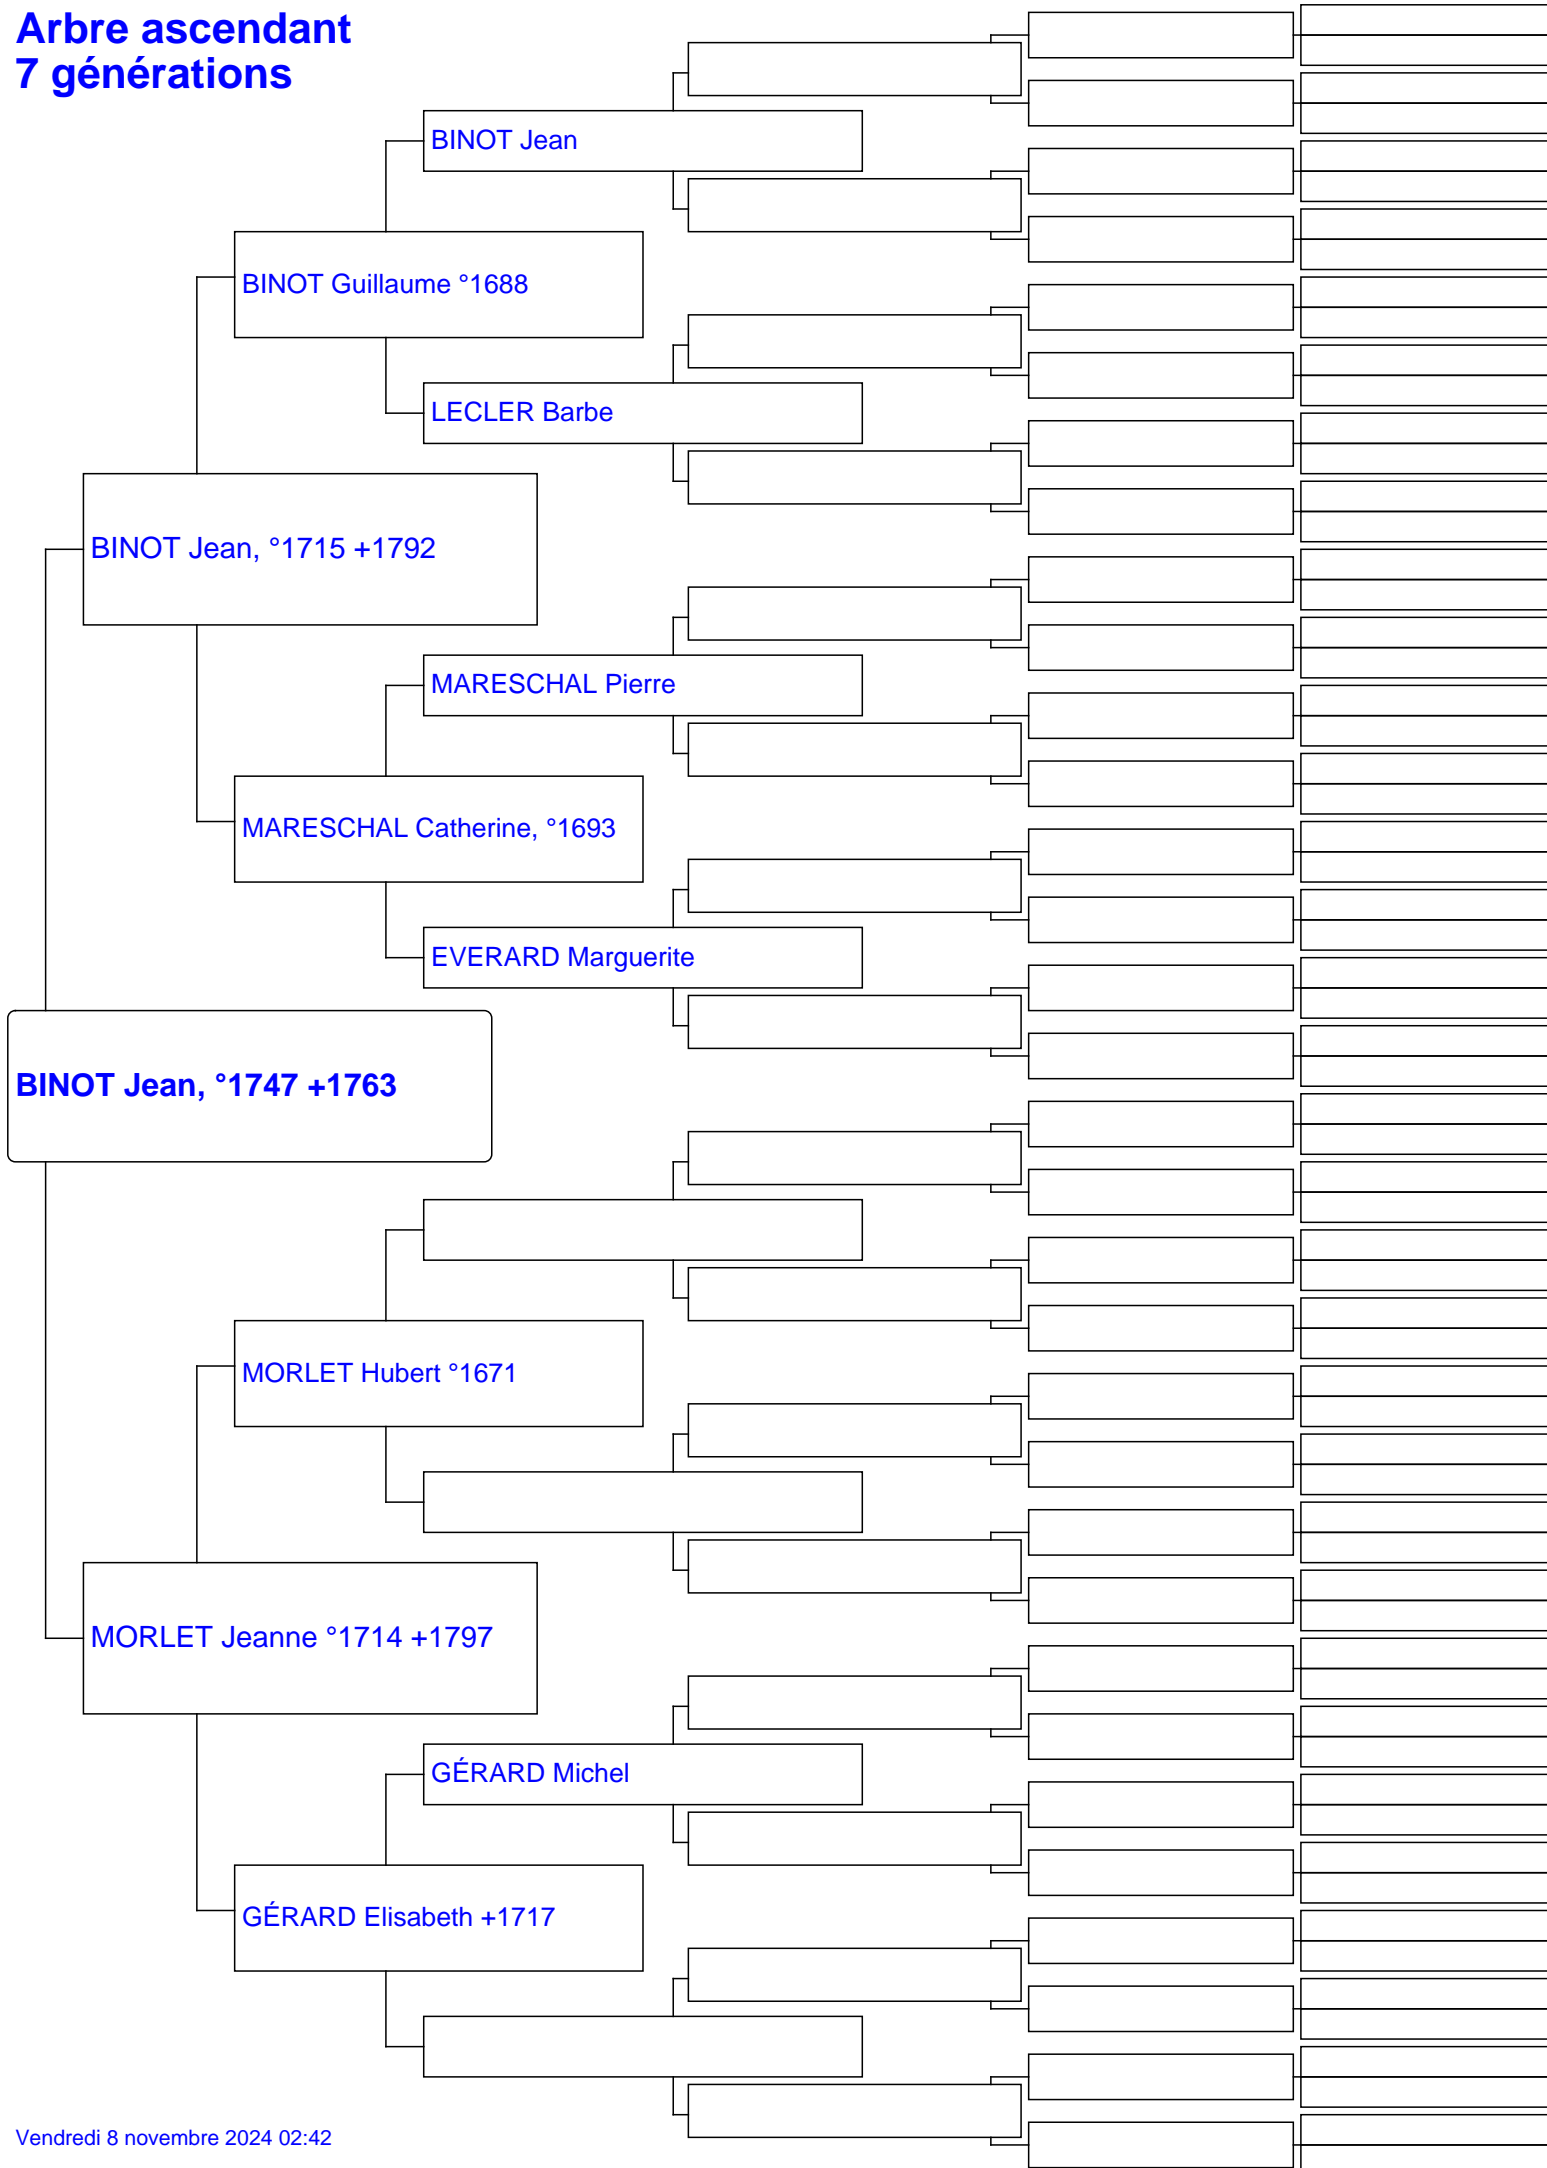 Arbre ascendant
7 générations
BINOT Jean
BINOT Guillaume °1688
LECLER Barbe
BINOT Jean, °1715 +1792
MARESCHAL Pierre
MARESCHAL Catherine, °1693
EVERARD Marguerite
BINOT Jean, °1747 +1763
MORLET Hubert °1671
MORLET Jeanne °1714 +1797
GÉRARD Michel
GÉRARD Elisabeth +1717
Vendredi 8 novembre 2024 02:42